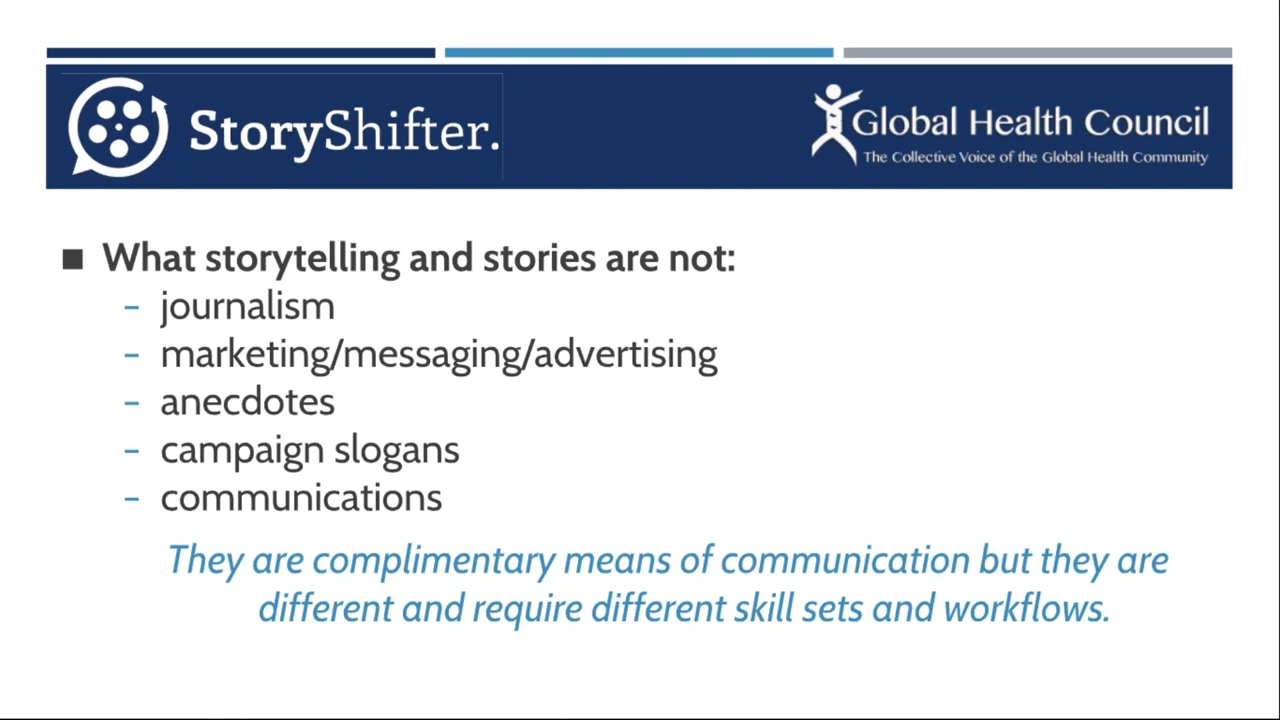 StoryShifter.
Global Health Council
The Collective Voice of the Global Health Community
■ What storytelling and stories are not:
– journalism
– marketing/messaging/advertising
– anecdotes
– campaign slogans
– communications
They are complimentary means of communication but they are
different and require different skill sets and workflows.